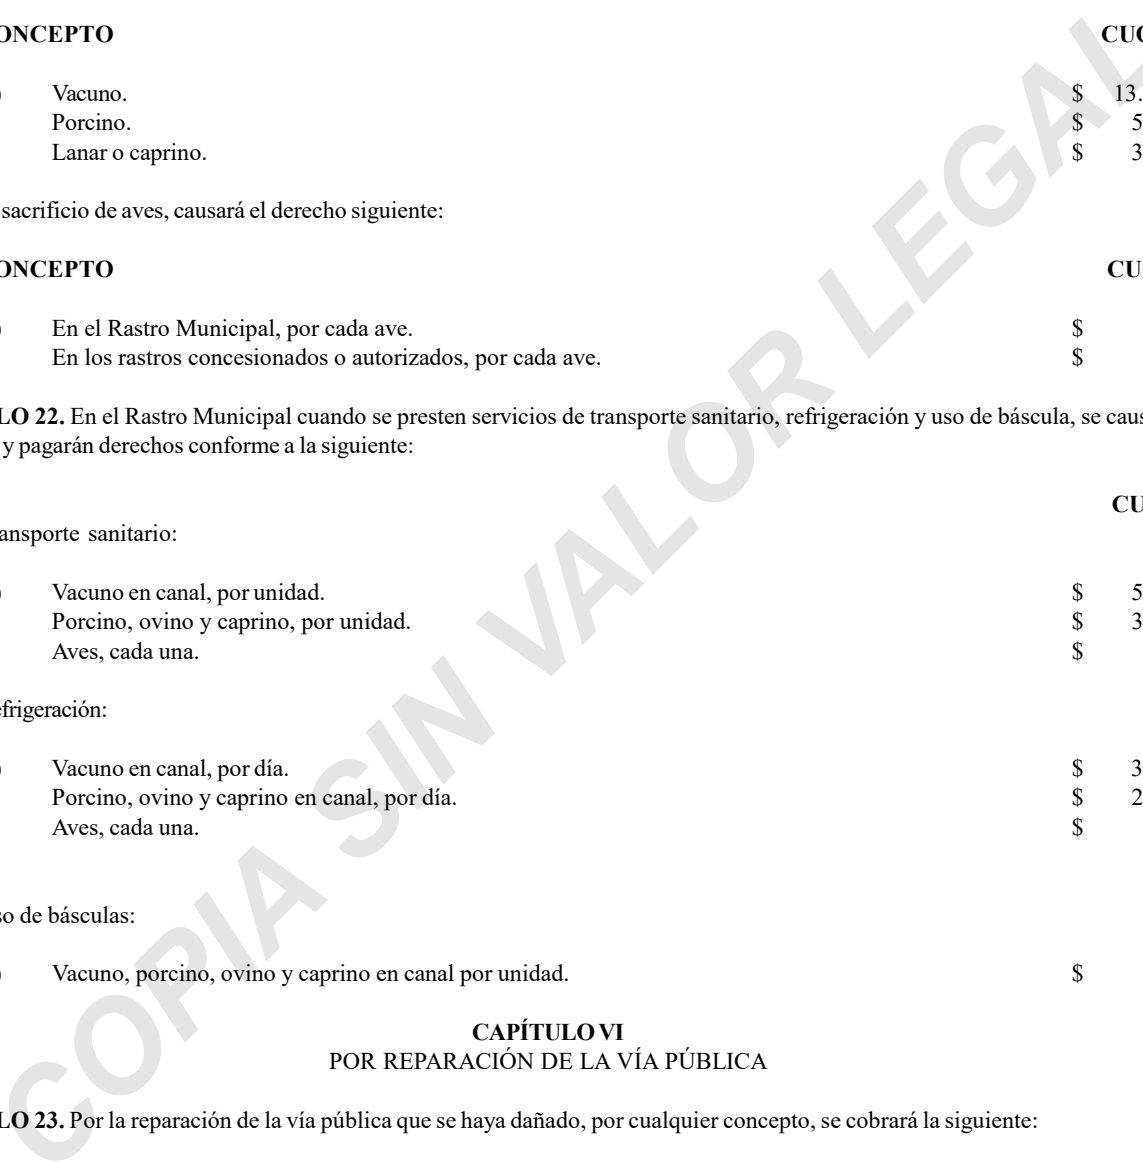 ONCEPTO CUO
) Vacuno. $ 13.
Porcino. $ 5
Lanar o caprino. $ 3
sacrificio de aves, causará el derecho siguiente:
ONCEPTO CU
) En el Rastro Municipal, por cada ave. $
En los rastros concesionados o autorizados, por cada ave. $
LO 22. En el Rastro Municipal cuando se presten servicios de transporte sanitario, refrigeración y uso de báscula, se caus
y pagarán derechos conforme a la siguiente:
CU
ansporte sanitario:
) Vacuno en canal, por unidad. $ 5
Porcino, ovino y caprino, por unidad. $ 3
Aves, cada una. $
efrigeración:
) Vacuno en canal, por día. $ 3
Porcino, ovino y caprino en canal, por día. $ 2
Aves, cada una. $
so de básculas:
) Vacuno, porcino, ovino y caprino en canal por unidad. $
CAPÍTULO VI
POR REPARACIÓN DE LA VÍA PÚBLICA
LO 23. Por la reparación de la vía pública que se haya dañado, por cualquier concepto, se cobrará la siguiente:
COPIA SIN VALOR LEGAL